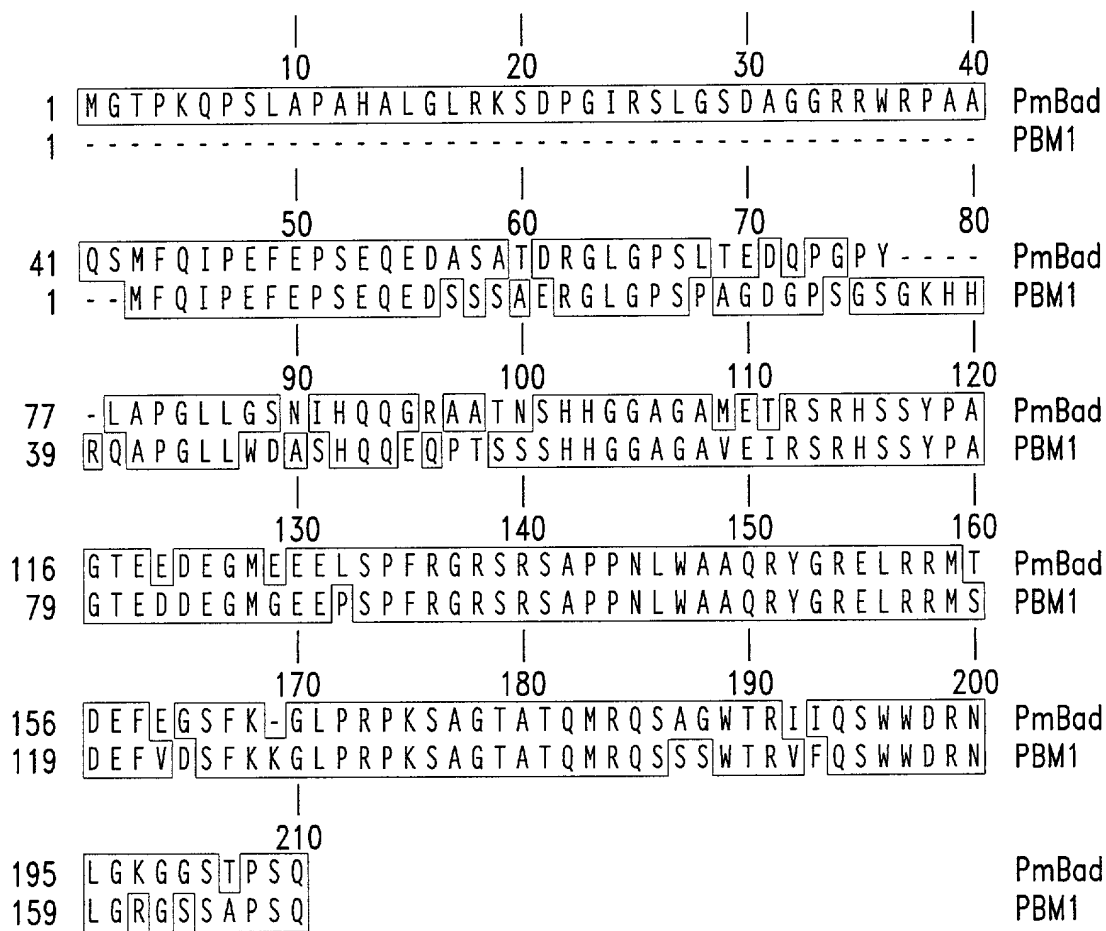 10 20 30 40
1 MGTPKQPSLAPAHALGLRKSDPGIRSLGSDAGGRRWRPAA PmBad
1 ---------------------------------------- PBM1
50 60 70 80
41 QSMFQIPEFEPSEQEDASATDRGLGPSLTEDQPGPY---- PmBad
1 --MFQIPEFEPSEQEDSSSAERGLGPSPAGDGPSGSGKHH PBM1
90 100 110 120
77 -LAPGLLGSNIHQQGRAATNSHHGGAGAMETRSRHSSYPA PmBad
39 RQAPGLLWDASHQQEQPTSSSHHGGAGAVEIRSRHSSYPA PBM1
130 140 150 160
116 GTEEDEGMEEELSPFRGRSRSAPPNLWAAQRYGRELRRMT PmBad
79 GTEDDEGMGEEPSPFRGRSRSAPPNLWAAQRYGRELRRMS PBM1
170 180 190 200
156 DEFEGSFK-GLPRPKSAGTATQMRQSAGWTRIIQSWWDRN PmBad
119 DEFVDSFKKGLPRPKSAGTATQMRQSSSWTRVFQSWWDRN PBM1
210
195 LGKGGSTPSQ PmBad
159 LGRGSSAPSQ PBM1